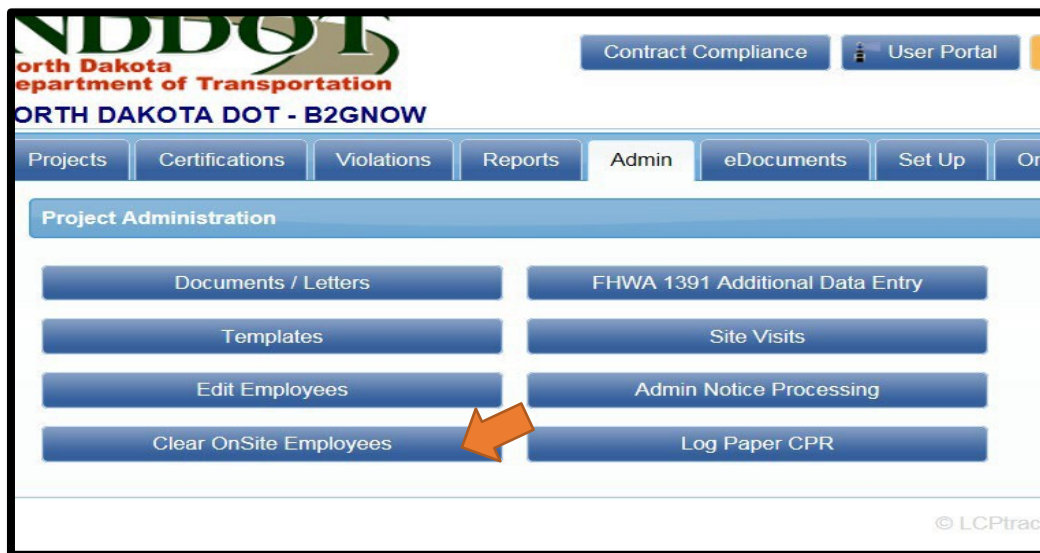 NDDOT
orth Dakota
epartment of Transportation
ORTH DAKOTA DOT - B2GNOW
Contract Compliance User Portal
Projects Certifications Violations Reports Admin eDocuments Set Up
Project Administration
Documents / Letters FHWA 1391 Additional Data Entry
Templates Site Visits
Edit Employees Admin Notice Processing
Clear OnSite Employees Log Paper CPR
© LCPtrac